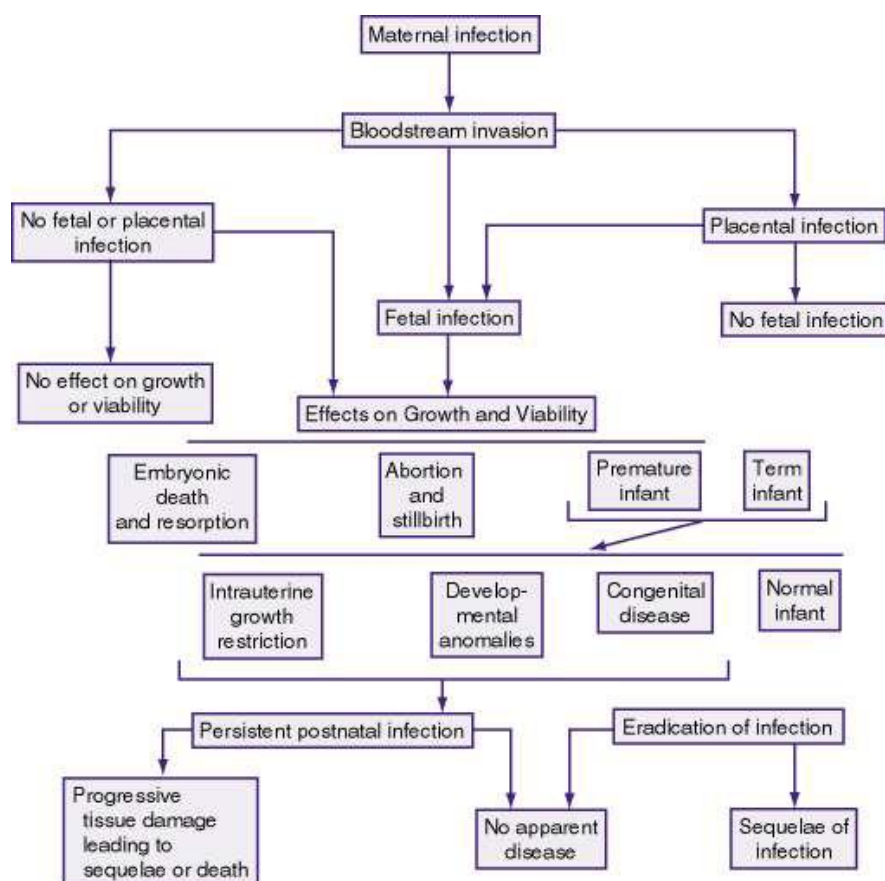 Maternal infection
Bloodstream invasion
No fetal or placental
infection
Placental infection
Fetal infection
No fetal infection
No effect on growth
or viability
Effects on Growth and Viability
Embryonic
death
and resorption
Abortion
and
stillbirth
Premature
infant
Term
infant
Intrauterine
growth
restriction
Develop-
mental
anomalies
Congenital
disease
Normal
infant
Persistent postnatal infection
Eradication of infection
Progressive
tissue damage
leading to
sequelae or death
No apparent
disease
Sequelae of
infection